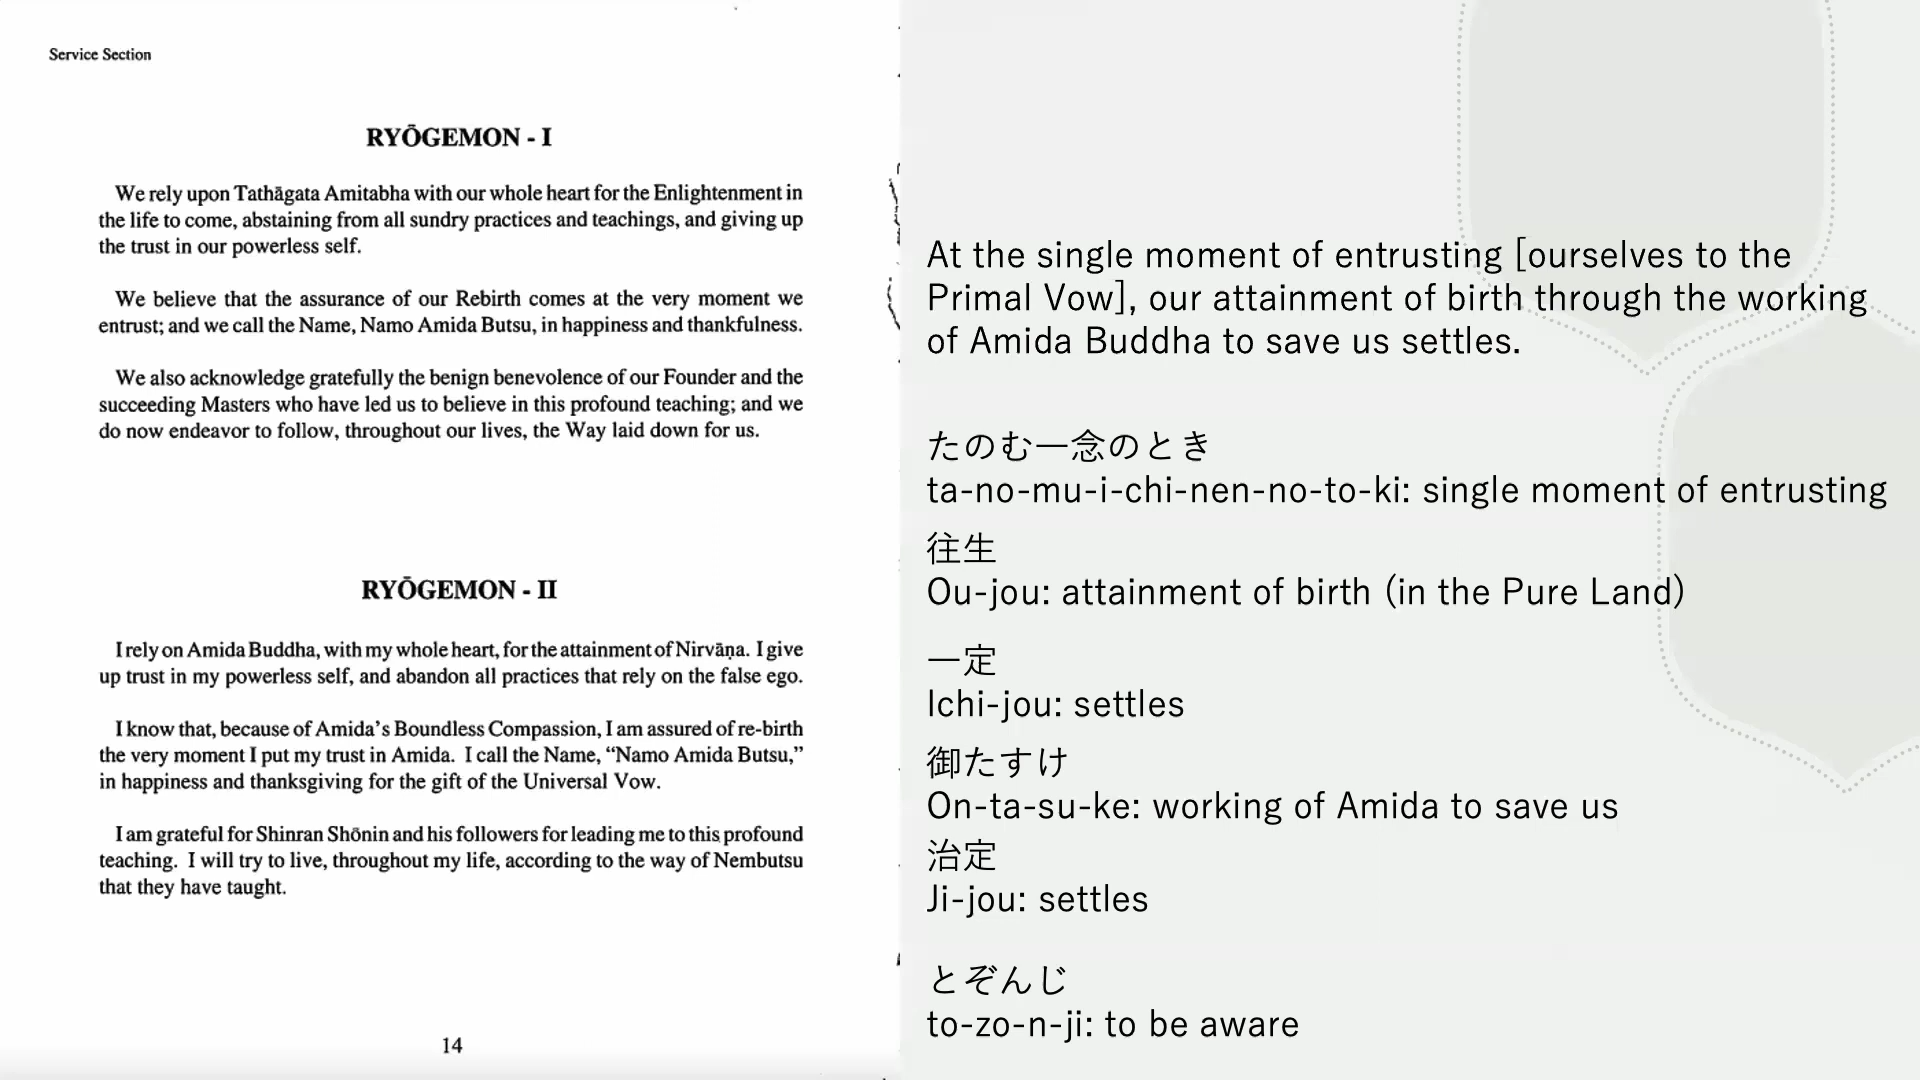 Service Section
RYŌGEMON - I
We rely upon Tathāgata Amitabha with our whole heart for the Enlightenment in
the life to come, abstaining from all sundry practices and teachings, and giving up
the trust in our powerless self.
We believe that the assurance of our Rebirth comes at the very moment we
entrust; and we call the Name, Namo Amida Butsu, in happiness and thankfulness.
We also acknowledge gratefully the benign benevolence of our Founder and the
succeeding Masters who have led us to believe in this profound teaching; and we
do now endeavor to follow, throughout our lives, the Way laid down for us.
RYŌGEMON - II
I rely on Amida Buddha, with my whole heart, for the attainment of Nirvāṇa. I give
up trust in my powerless self, and abandon all practices that rely on the false ego.
I know that, because of Amida's Boundless Compassion, I am assured of re-birth
the very moment I put my trust in Amida. I call the Name, “Namo Amida Butsu,”
in happiness and thanksgiving for the gift of the Universal Vow.
I am grateful for Shinran Shōnin and his followers for leading me to this profound
teaching. I will try to live, throughout my life, according to the way of Nembutsu
that they have taught.
14
At the single moment of entrusting [ourselves to the
Primal Vow], our attainment of birth through the working
of Amida Buddha to save us settles.
たのむ一念のとき
ta-no-mu-i-chi-nen-no-to-ki: single moment of entrusting
往生
Ou-jou: attainment of birth (in the Pure Land)
一定
Ichi-jou: settles
御たすけ
On-ta-su-ke: working of Amida to save us
治定
Ji-jou: settles
とぞんじ
to-zo-n-ji: to be aware